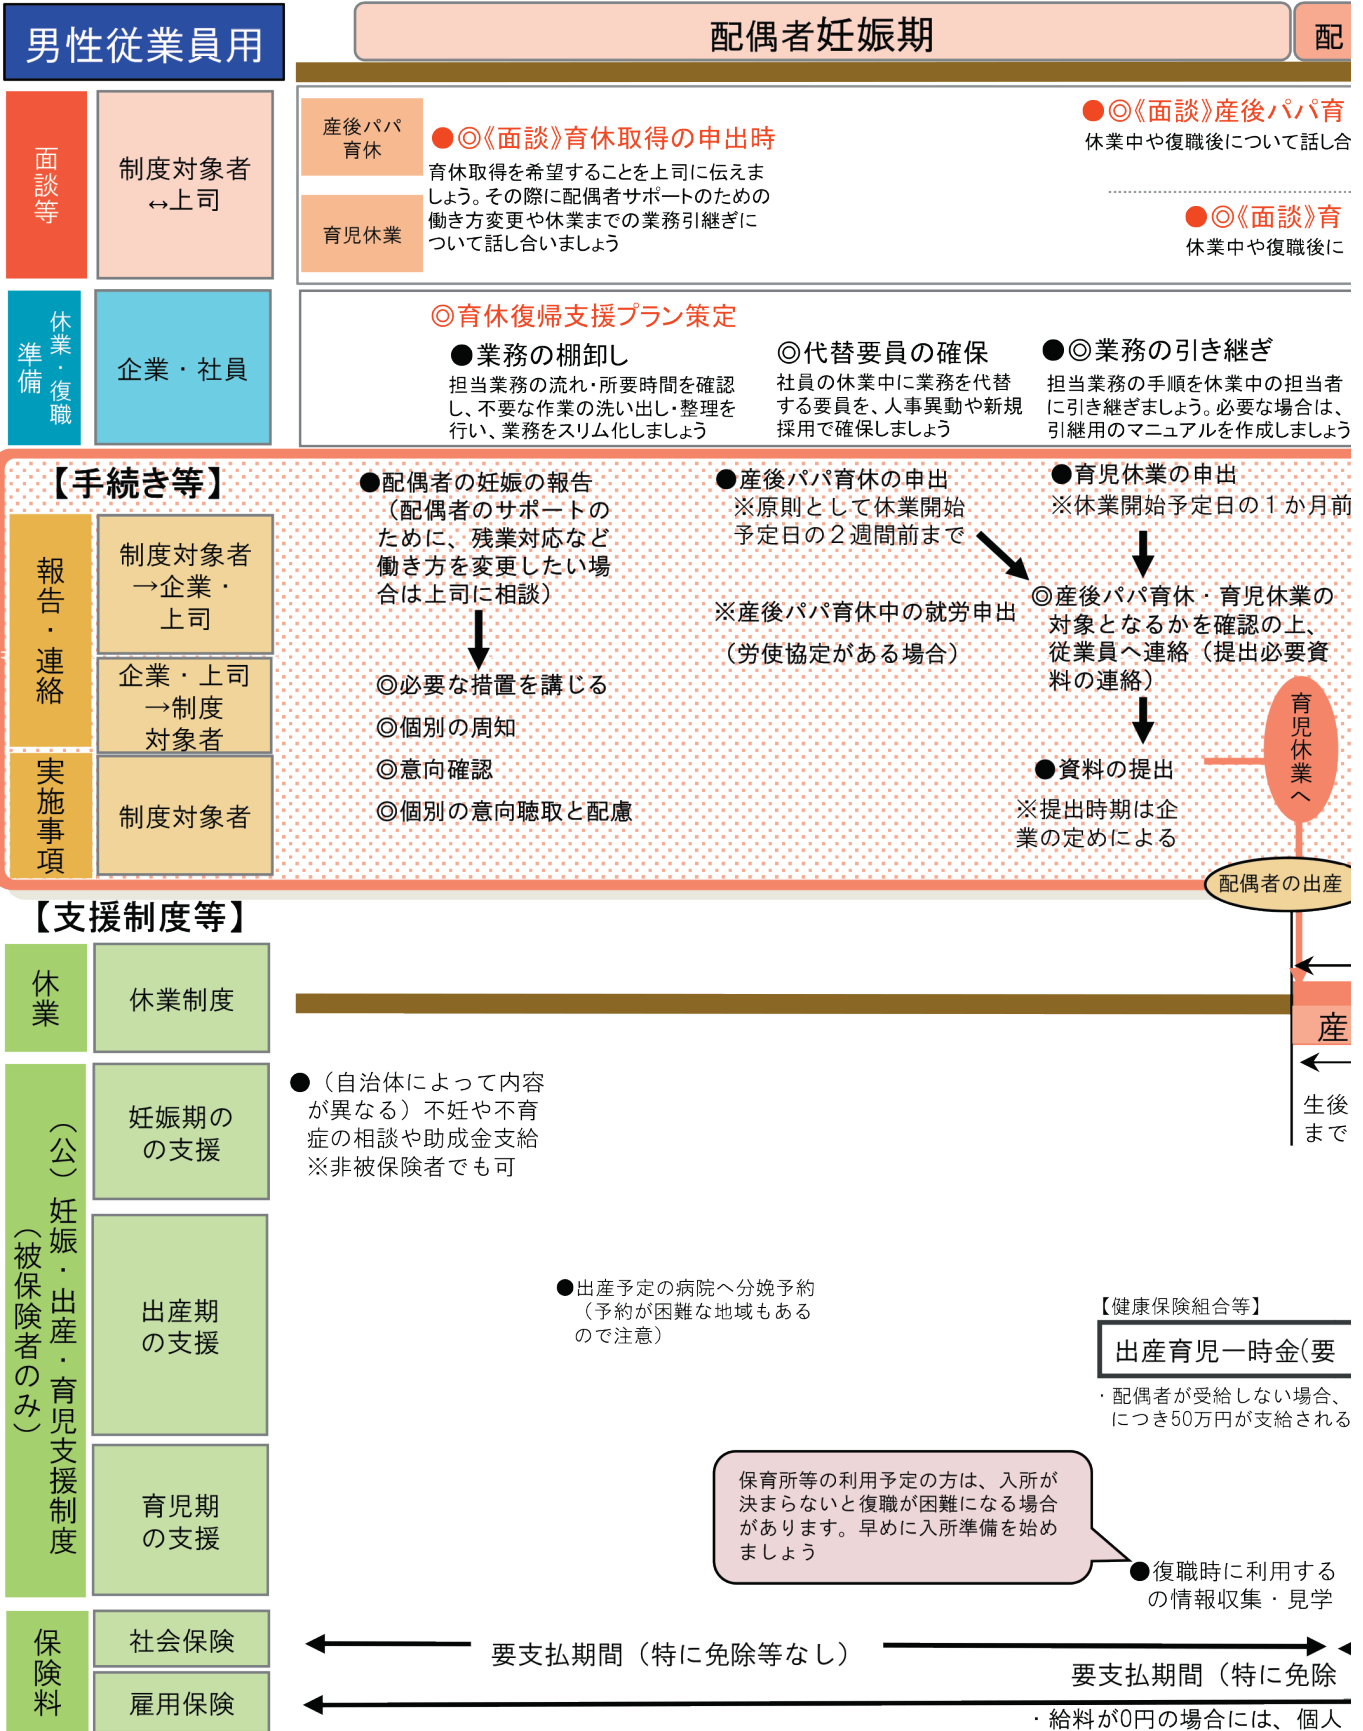 男性従業員用
配偶者妊娠期
配
面談等
制度対象者
↔上司
産後パパ
育休
育児休業
●◎《面談》育休取得の申出時
育休取得を希望することを上司に伝えま
しょう。その際に配偶者サポートのための
働き方変更や休業までの業務引継ぎに
ついて話し合いましょう
●◎《面談》産後パパ育
休業中や復職後について話し合
●◎《面談》育
休業中や復職後に
休業・復職
準備
企業・社員
◎育休復帰支援プラン策定
●業務の棚卸し
担当業務の流れ・所要時間を確認
し、不要な作業の洗い出し・整理を
行い、業務をスリム化しましょう
◎代替要員の確保
社員の休業中に業務を代替
する要員を、人事異動や新規
採用で確保しましょう
●◎業務の引き継ぎ
担当業務の手順を休業中の担当者
に引き継ぎましょう。必要な場合は、
引継用のマニュアルを作成しましょう
【手続き等】
報告・連絡
制度対象者
→企業・
上司
企業・上司
→制度
対象者
実施事項
制度対象者
●配偶者の妊娠の報告
（配偶者のサポートの
ために、残業対応など
働き方を変更したい場
合は上司に相談）
◎必要な措置を講じる
◎個別の周知
◎意向確認
◎個別の意向聴取と配慮
●産後パパ育休の申出
※原則として休業開始
予定日の２週間前まで
※産後パパ育休中の就労申出
（労使協定がある場合）
●育児休業の申出
※休業開始予定日の１か月前
◎産後パパ育休・育児休業の
対象となるかを確認の上、
従業員へ連絡（提出必要資
料の連絡）
●資料の提出
※提出時期は企
業の定めによる
育児休業へ
配偶者の出産
【支援制度等】
休業
休業制度
産
生後
まで
（公）妊娠・出産・育児支援制度
（被保険者のみ）
妊娠期の
の支援
●（自治体によって内容
が異なる）不妊や不育
症の相談や助成金支給
※非被保険者でも可
出産期
の支援
●出産予定の病院へ分娩予約
（予約が困難な地域もある
ので注意）
【健康保険組合等】
出産育児一時金(要
・配偶者が受給しない場合、
につき50万円が支給される
育児期
の支援
保育所等の利用予定の方は、入所が
決まらないと復職が困難になる場合
があります。早めに入所準備を始め
ましょう
●復職時に利用する
の情報収集・見学
保険料
社会保険
要支払期間（特に免除等なし）
要支払期間（特に免除
雇用保険
・給料が0円の場合には、個人